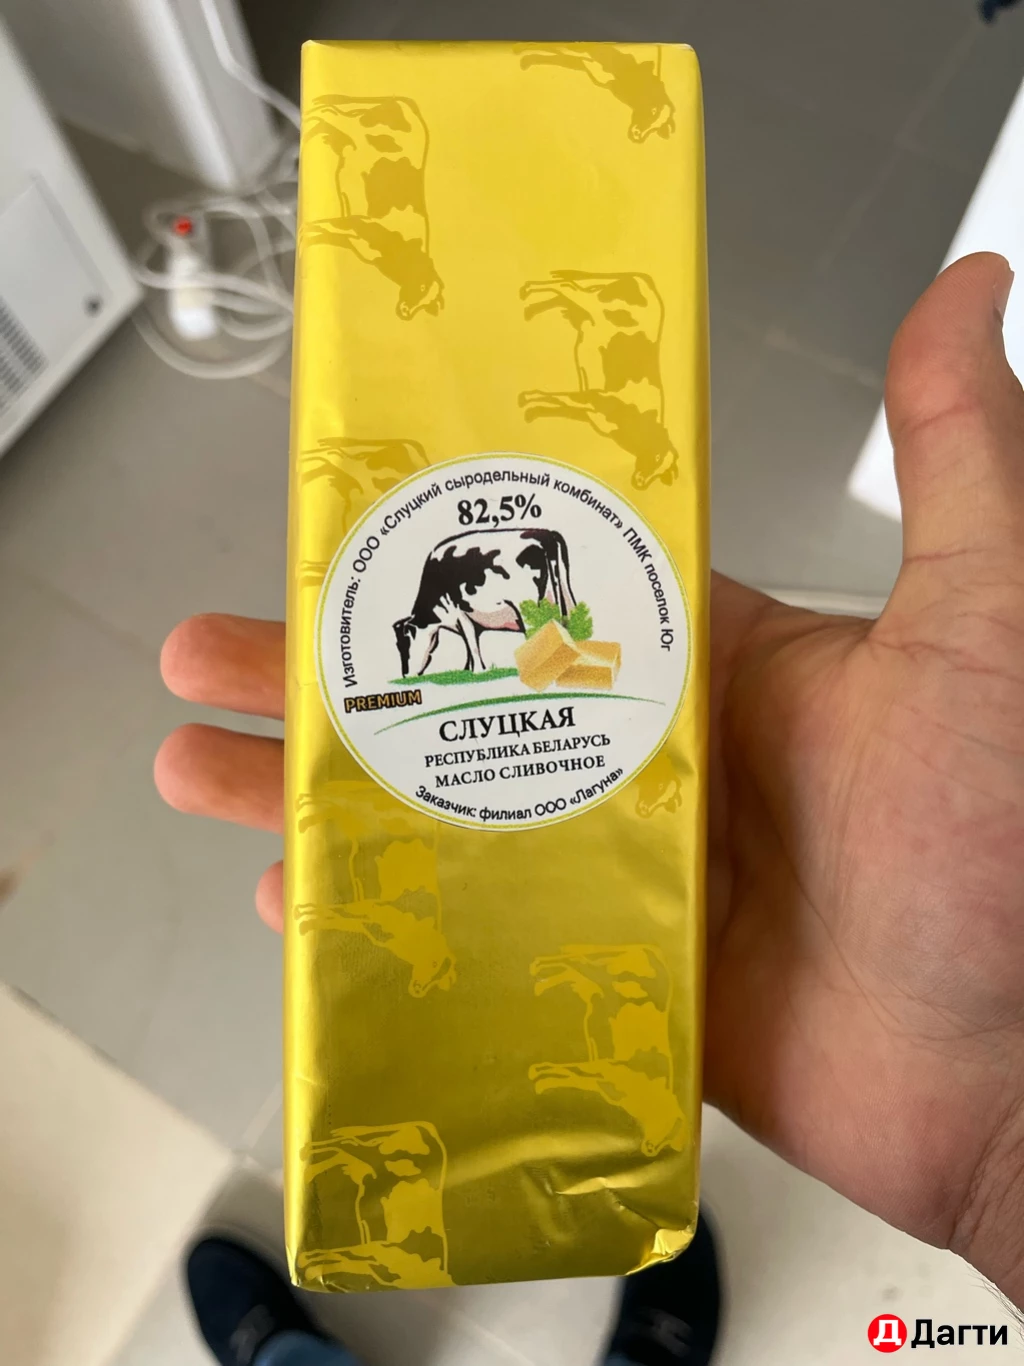 Изготовитель: ООО «Слуцкий сыродельный комбинат» ПМК поселок Юг
82,5%
PREMIUM
СЛУЦКАЯ
РЕСПУБЛИКА БЕЛАРУСЬ
МАСЛО СЛИВОЧНОЕ
Заказчик: филиал ООО «Лагуна»
Д Дагти